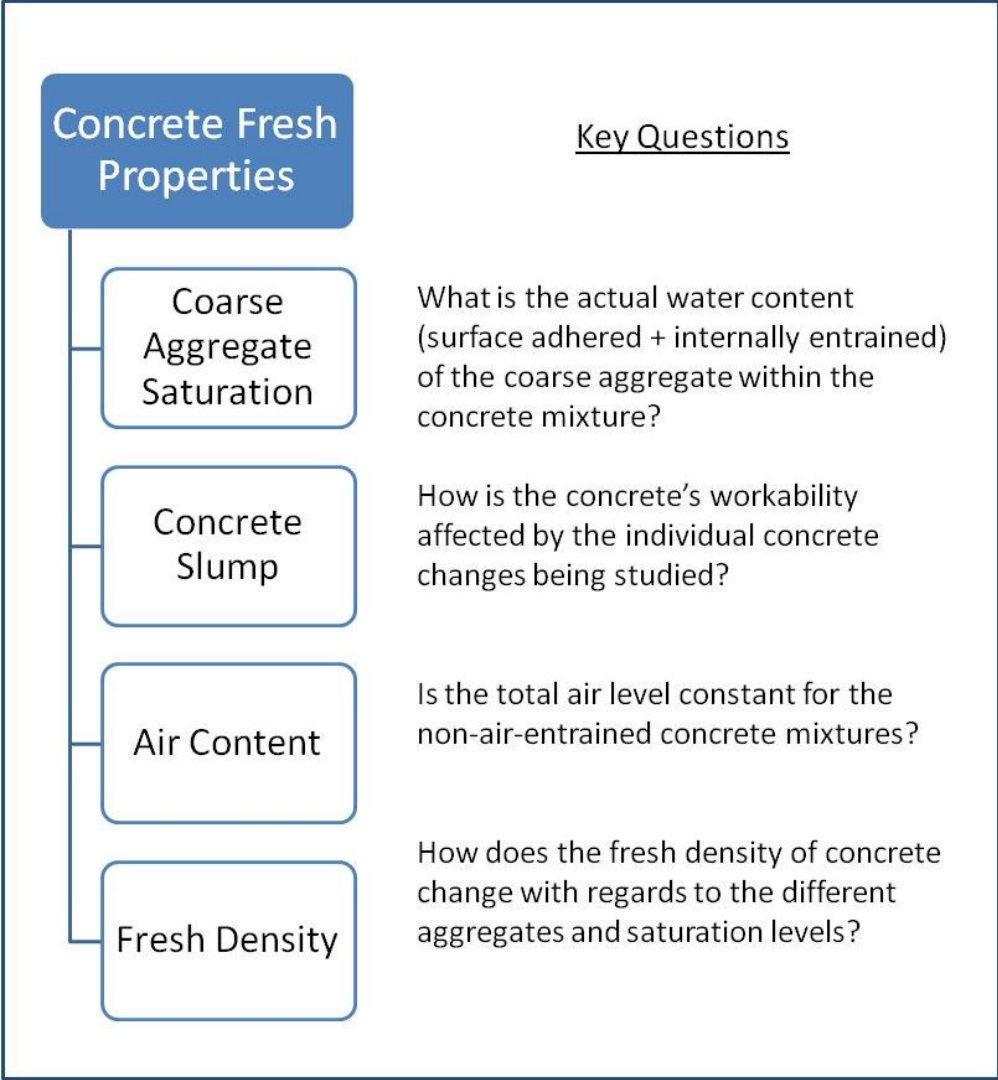 Concrete Fresh
Properties
Key Questions
Coarse
Aggregate
Saturation
What is the actual water content
(surface adhered + internally entrained)
of the coarse aggregate within the
concrete mixture?
Concrete
Slump
How is the concrete’s workability
affected by the individual concrete
changes being studied?
Air Content
Is the total air level constant for the
non-air-entrained concrete mixtures?
Fresh Density
How does the fresh density of concrete
change with regards to the different
aggregates and saturation levels?